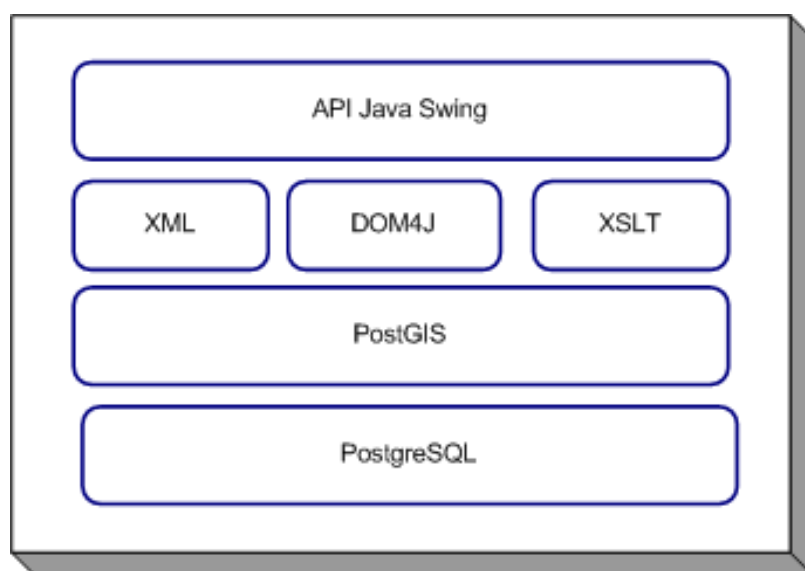 API Java Swing
XML
DOM4J
XSLT
PostGIS
PostgreSQL